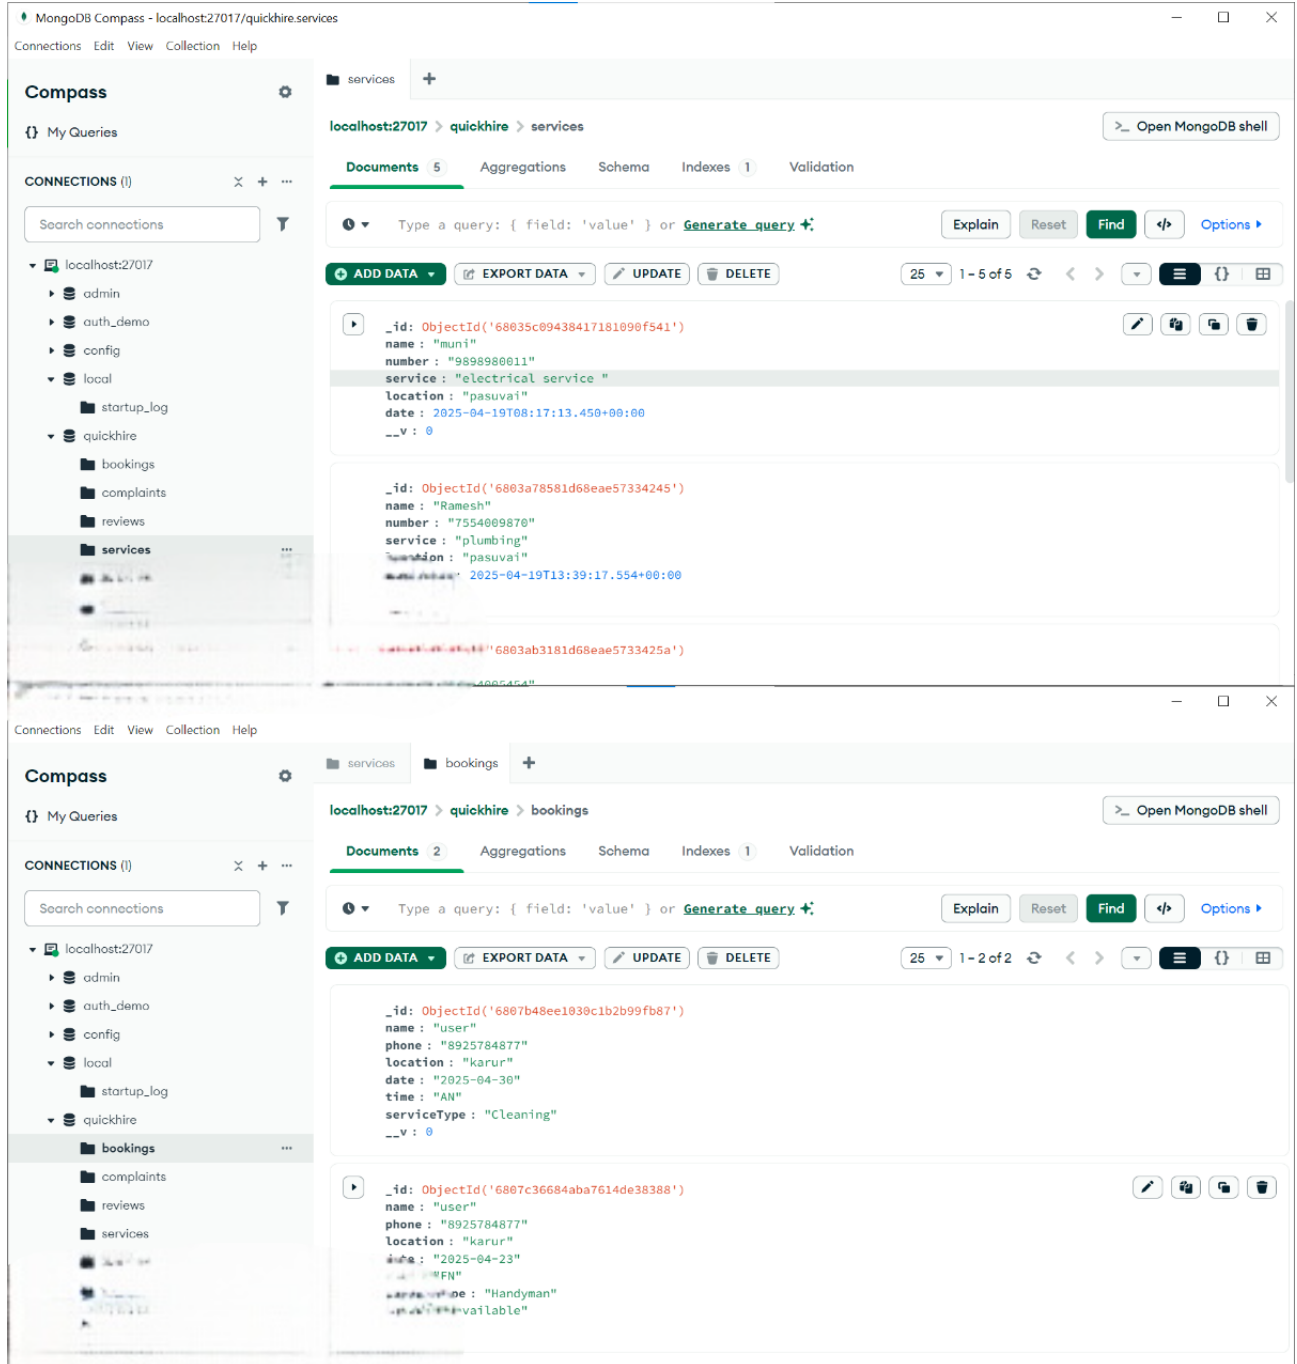 MongoDB Compass - localhost:27017/quickhire.services
Connections Edit View Collection Help
Compass
{} My Queries
CONNECTIONS (1)
Search connections
localhost:27017
admin
auth_demo
config
local
startup_log
quickhire
bookings
complaints
reviews
services
services
localhost:27017 > quickhire > services
>_ Open MongoDB shell
Documents 5 Aggregations Schema Indexes 1 Validation
Type a query: { field: 'value' } or Generate query
Explain Reset Find </> Options
ADD DATA EXPORT DATA UPDATE DELETE
25 1 - 5 of 5 {}
_id: ObjectId('68035c09438417181090f541')
name : "muni"
number : "9898980011"
service : "electrical service "
location : "pasuvai"
date : 2025-04-19T08:17:13.450+00:00
__v : 0
_id: ObjectId('6803a78581d68eae57334245')
name : "Ramesh"
number : "7554009870"
service : "plumbing"
: "pasuvai"
2025-04-19T13:39:17.554+00:00
'6803ab3181d68eae5733425a')
Connections Edit View Collection Help
Compass
{} My Queries
CONNECTIONS (1)
Search connections
localhost:27017
admin
auth_demo
config
local
startup_log
quickhire
bookings
complaints
reviews
services
services bookings
localhost:27017 > quickhire > bookings
>_ Open MongoDB shell
Documents 2 Aggregations Schema Indexes 1 Validation
Type a query: { field: 'value' } or Generate query
Explain Reset Find </> Options
ADD DATA EXPORT DATA UPDATE DELETE
25 1 - 2 of 2 {}
_id: ObjectId('6807b48ee1030c1b2b99fb87')
name : "user"
phone : "8925784877"
location : "karur"
date : "2025-04-30"
time : "AN"
serviceType : "Cleaning"
__v : 0
_id: ObjectId('6807c36684aba7614de38388')
name : "user"
phone : "8925784877"
location : "karur"
: "2025-04-23"
"FN"
: "Handyman"